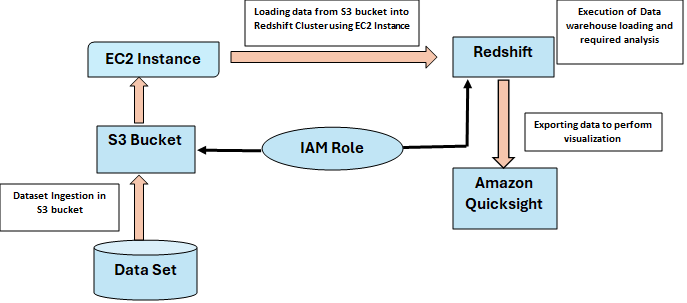 Loading data from S3 bucket into
Redshift Cluster using EC2 Instance
Execution of Data
warehouse loading and
required analysis
EC2 Instance
Redshift
Exporting data to perform
visualization
S3 Bucket
IAM Role
Dataset Ingestion in
S3 bucket
Amazon
Quicksight
Data Set